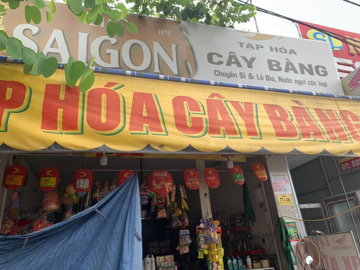 SAIGON
TẠP HÓA
CÂY BÀNG
Chuyên Sỉ & Lẻ Bia, Nước ngọt các loại
P HÓA CÂY BÀNG